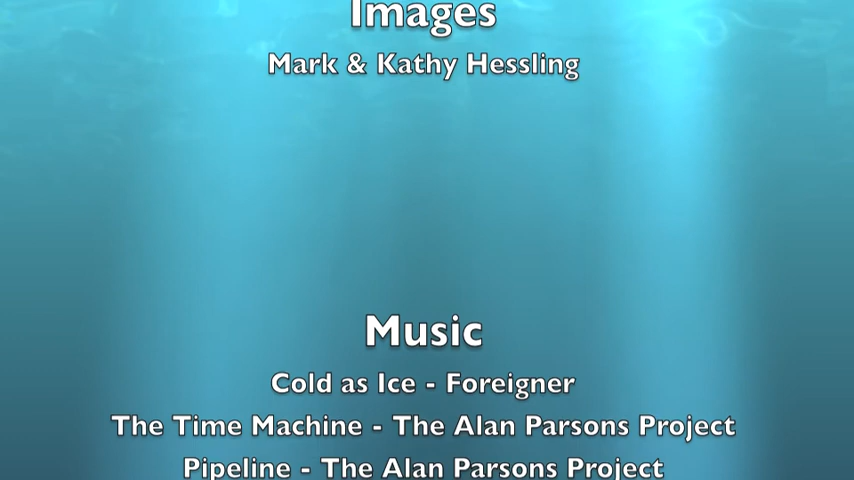 Images
Mark & Kathy Hessling
Music
Cold as Ice - Foreigner
The Time Machine - The Alan Parsons Project
Pipeline - The Alan Parsons Project